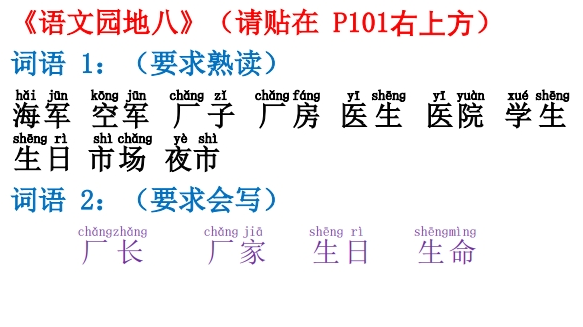 《语文园地八》（请贴在 P101右上方）
词语 1：（要求熟读）
hǎi jūn kōng jūn chǎng zǐ chǎng fáng yī shēng yī yuàn xué shēng
海军 空军 厂子 厂房 医生 医院 学生
shēng rì shì chǎng yè shì
生日 市场 夜市
词语 2：（要求会写）
chǎng zhǎng chǎng jiā shēng rì shēng mìng
厂长 厂家 生日 生命